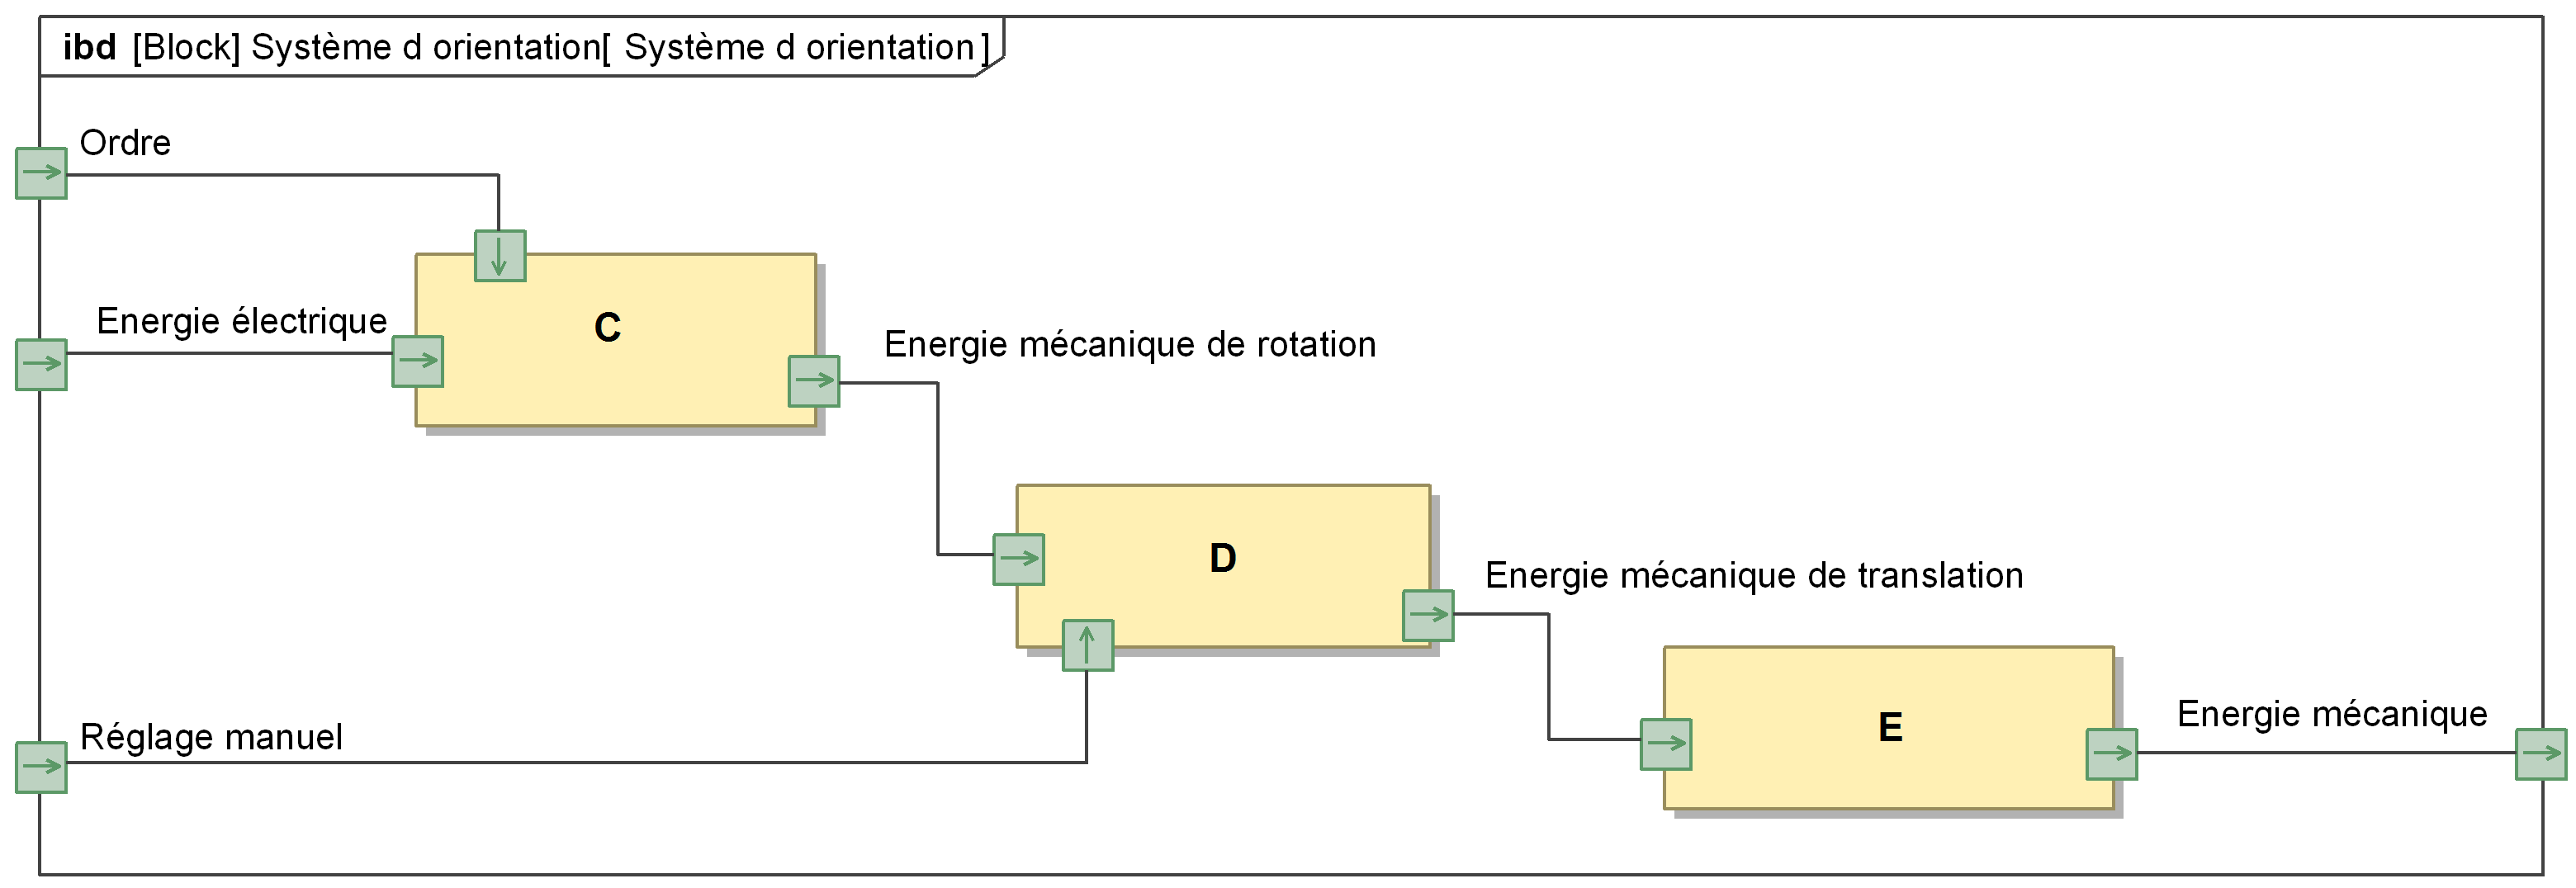 ibd [Block] Système d orientation[ Système d orientation ]
Ordre
Energie électrique
C
Energie mécanique de rotation
D
Energie mécanique de translation
E
Energie mécanique
Réglage manuel